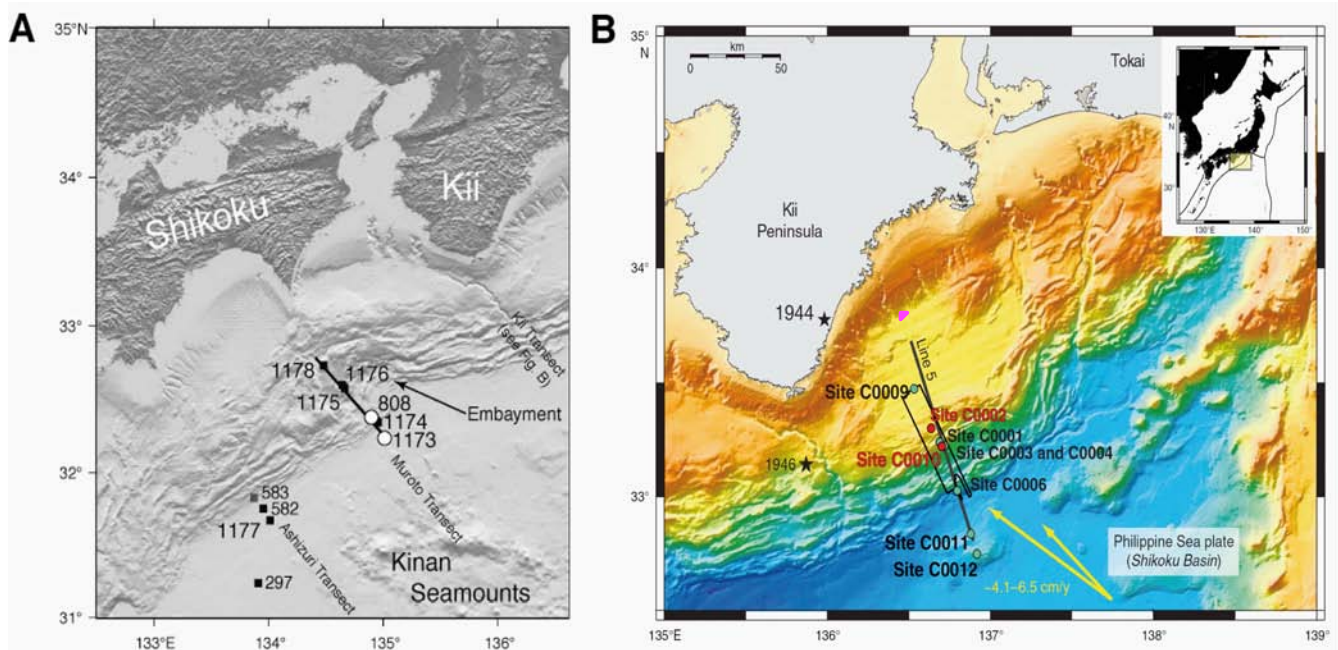 A
35°N
34°
33°
32°
31°
133°E
134°
135°
136°
Shikoku
Kii
Kii Transect
(see Fig. B)
1178
1176
1175
Embayment
808
1174
1173
Muroto Transect
583
582
1177
Ashizuri Transect
297
Kinan
Seamounts
B
35°
N
34°
33°
135°E
136°
137°
138°
139°
km
0
50
Tokai
40°
N
30°
130°E
140°
150°
Kii
Peninsula
1944
Line 5
Site C0009
Site C0002
Site C0001
Site C0003 and C0004
Site C0010
1946
Site C0006
Site C0011
Site C0012
Philippine Sea plate
(Shikoku Basin)
~4.1–6.5 cm/y